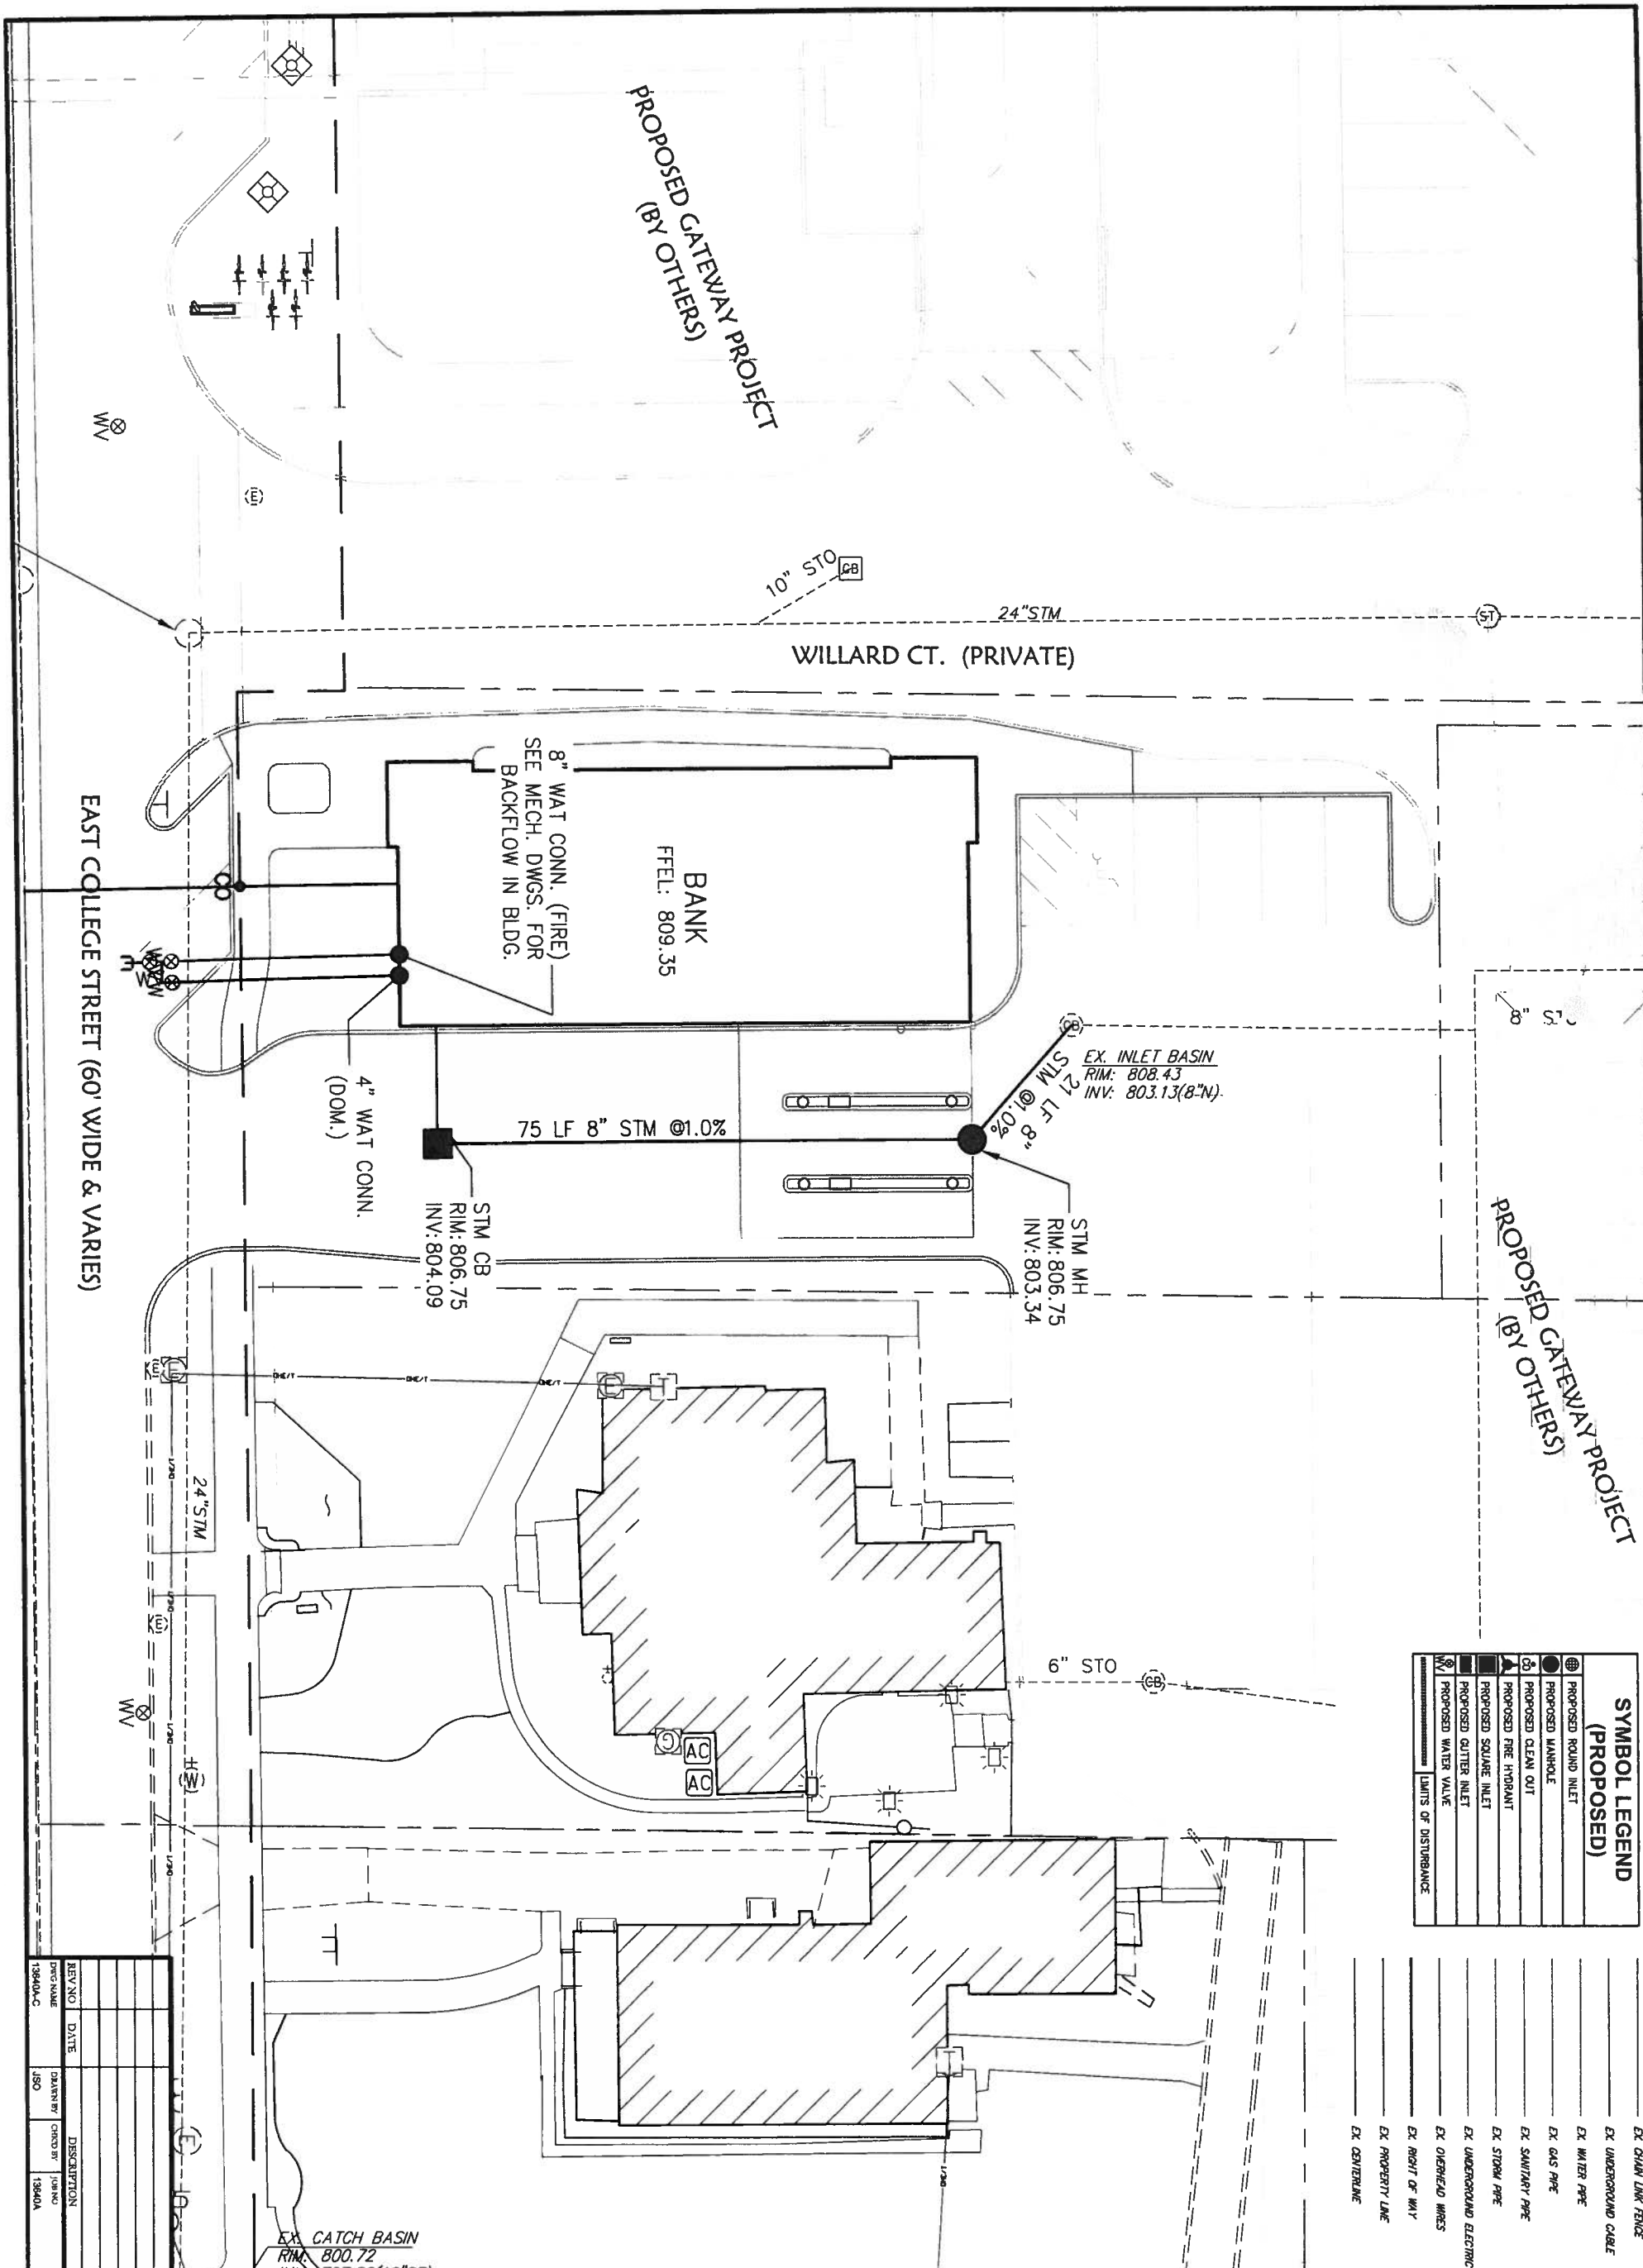 PROPOSED GATEWAY PROJECT
(BY OTHERS)
WV
E
10" STO
CB
24"STM
ST
WILLARD CT. (PRIVATE)
8" WAT CONN. (FIRE)
SEE MECH. DWGS. FOR
BACKFLOW IN BLDG.
BANK
FFEL: 809.35
CO
EAST COLLEGE STREET (60' WIDE & VARIES)
4" WAT CONN.
(DOM.)
75 LF 8" STM @1.0%
21 LF 8"
STM @1.0%
CB
EX. INLET BASIN
RIM: 808.43
INV: 803.13(8"N)
STM CB
RIM: 806.75
INV: 804.09
STM MH
RIM: 806.75
INV: 803.34
PROPOSED GATEWAY PROJECT
(BY OTHERS)
E
E
T
OHE/T
OHE/T
OHE/T
24"STM
E
WV
W
G
AC
AC
6" STO
CB
T
E
SYMBOL LEGEND
(PROPOSED)
PROPOSED ROUND INLET
PROPOSED MANHOLE
CO PROPOSED CLEAN OUT
PROPOSED FIRE HYDRANT
PROPOSED SQUARE INLET
PROPOSED GUTTER INLET
WV PROPOSED WATER VALVE
LIMITS OF DISTURBANCE
EX. CHAIN LINK FENCE
EX. UNDERGROUND CABLE
EX. WATER PIPE
EX. GAS PIPE
EX. SANITARY PIPE
EX. STORM PIPE
EX. UNDERGROUND ELECTRIC
EX. OVERHEAD WIRES
EX. RIGHT OF WAY
EX. PROPERTY LINE
EX. CENTERLINE
REV NO DATE DESCRIPTION
DWG NAME DRAWN BY CHK'D BY JOB NO
13640A-C JSO 13640A
EX. CATCH BASIN
RIM: 800.72